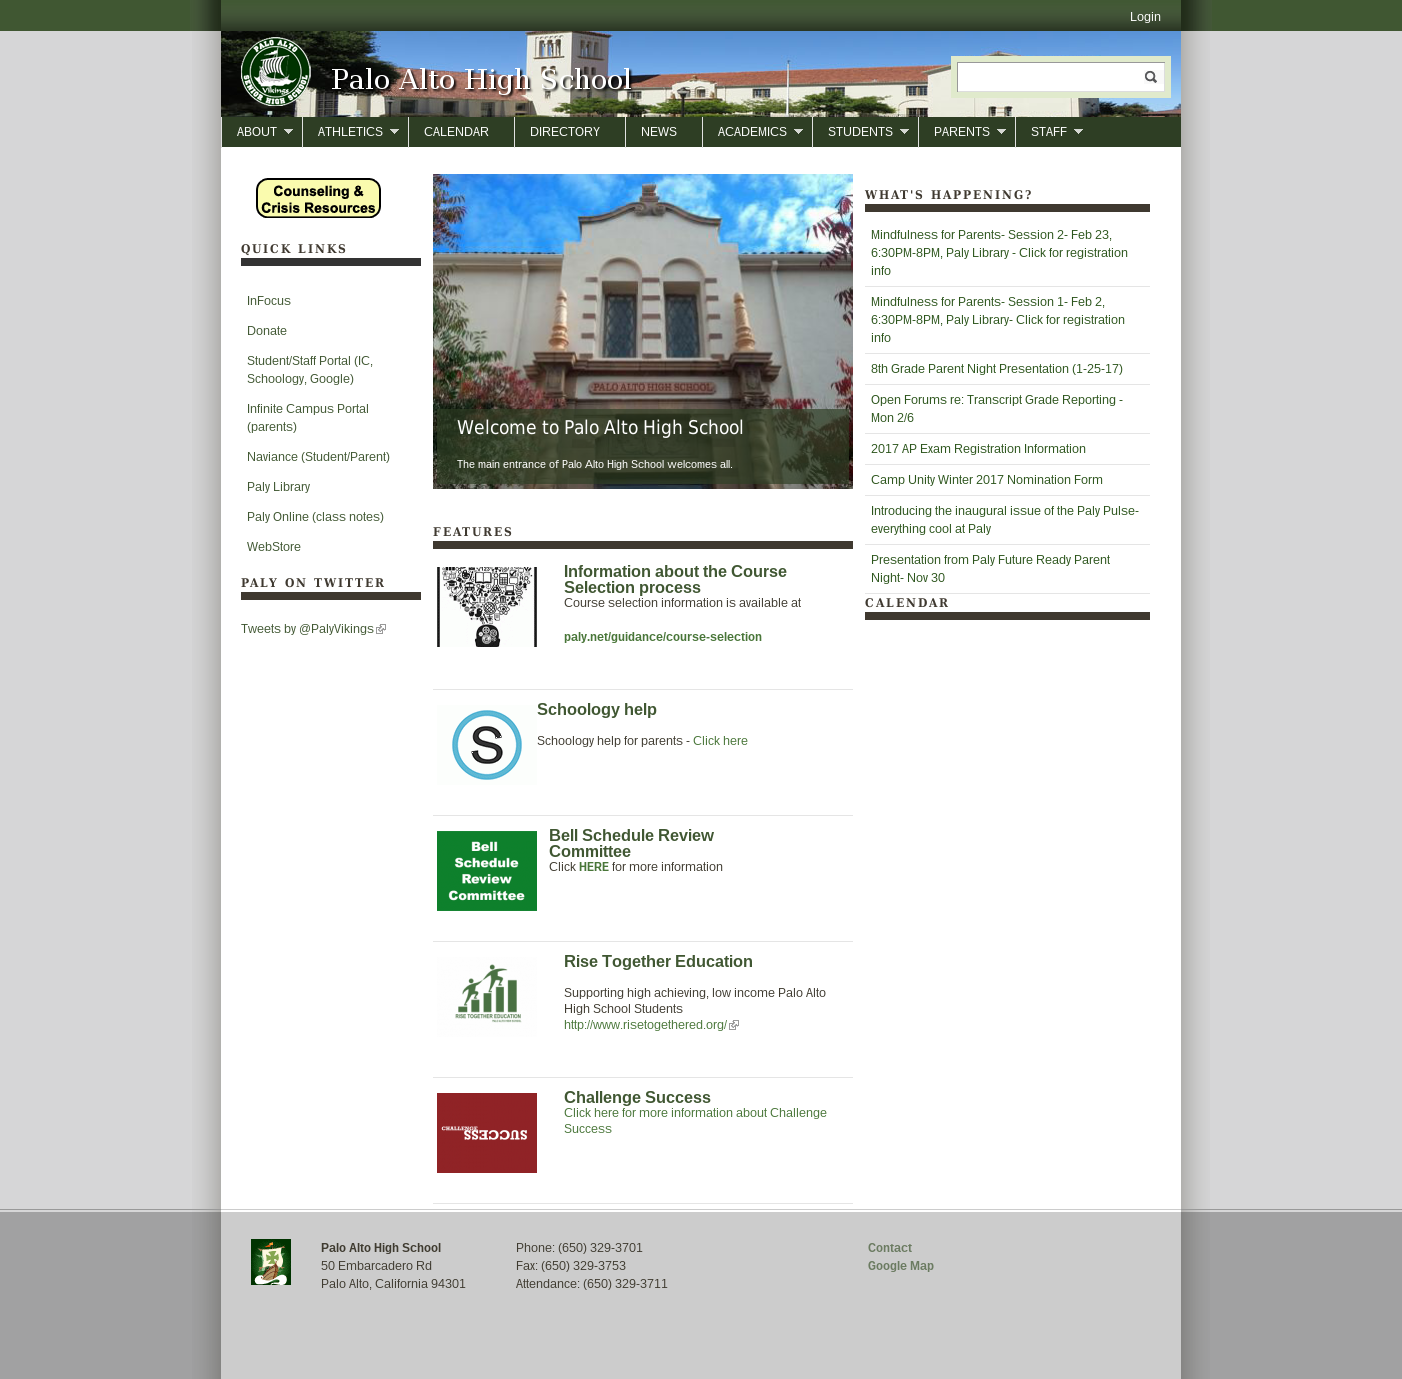 Login
PALO ALTO
Vikings
SENIOR HIGH SCHOOL
Palo Alto High School
ABOUT
ATHLETICS
CALENDAR
DIRECTORY
NEWS
ACADEMICS
STUDENTS
PARENTS
STAFF
Counseling &
Crisis Resources
QUICK LINKS
InFocus
Donate
Student/Staff Portal (IC,
Schoology, Google)
Infinite Campus Portal
(parents)
Naviance (Student/Parent)
Paly Library
Paly Online (class notes)
WebStore
PALY ON TWITTER
Tweets by @PalyVikings
PALO ALTO HIGH SCHOOL
Welcome to Palo Alto High School
The main entrance of Palo Alto High School welcomes all.
FEATURES
Information about the Course
Selection process
Course selection information is available at
paly.net/guidance/course-selection
S
Schoology help
Schoology help for parents - Click here
Bell
Schedule
Review
Committee
Bell Schedule Review
Committee
Click HERE for more information
RISE TOGETHER EDUCATION
Rise Together Education
Supporting high achieving, low income Palo Alto
High School Students
http://www.risetogethered.org/
CHALLENGE
SUCCESS
Challenge Success
Click here for more information about Challenge
Success
WHAT'S HAPPENING?
Mindfulness for Parents- Session 2- Feb 23,
6:30PM-8PM, Paly Library - Click for registration
info
Mindfulness for Parents- Session 1- Feb 2,
6:30PM-8PM, Paly Library- Click for registration
info
8th Grade Parent Night Presentation (1-25-17)
Open Forums re: Transcript Grade Reporting -
Mon 2/6
2017 AP Exam Registration Information
Camp Unity Winter 2017 Nomination Form
Introducing the inaugural issue of the Paly Pulse-
everything cool at Paly
Presentation from Paly Future Ready Parent
Night- Nov 30
CALENDAR
Palo Alto High School
50 Embarcadero Rd
Palo Alto, California 94301
Phone: (650) 329-3701
Fax: (650) 329-3753
Attendance: (650) 329-3711
Contact
Google Map